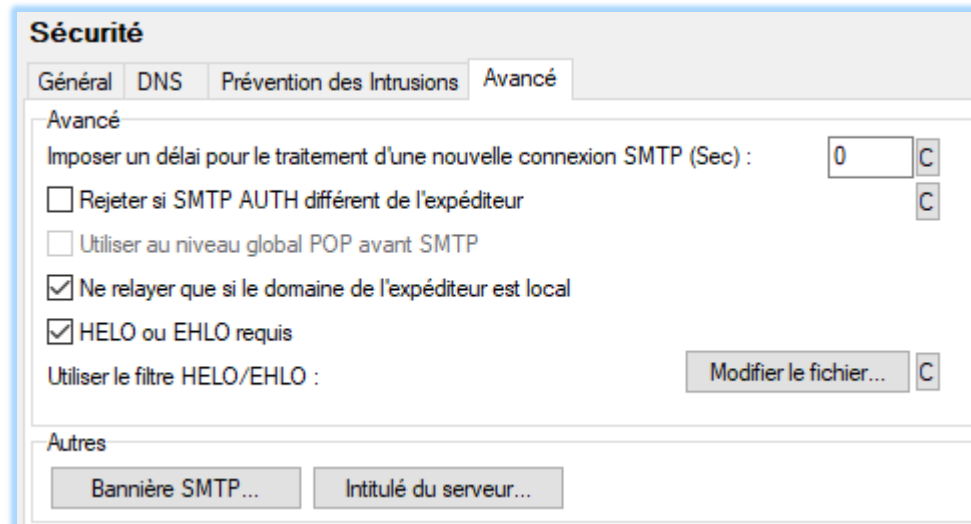 Sécurité
Général DNS Prévention des Intrusions Avancé
Avancé
Imposer un délai pour le traitement d'une nouvelle connexion SMTP (Sec) : 0 C
Rejeter si SMTP AUTH différent de l'expéditeur C
Utiliser au niveau global POP avant SMTP
Ne relayer que si le domaine de l'expéditeur est local
HELO ou EHLO requis
Utiliser le filtre HELO/EHLO : Modifier le fichier... C
Autres
Bannière SMTP... Intitulé du serveur...